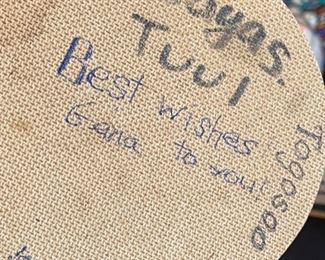 Tuul
Best wishes
to you!
Gana
Togosoo